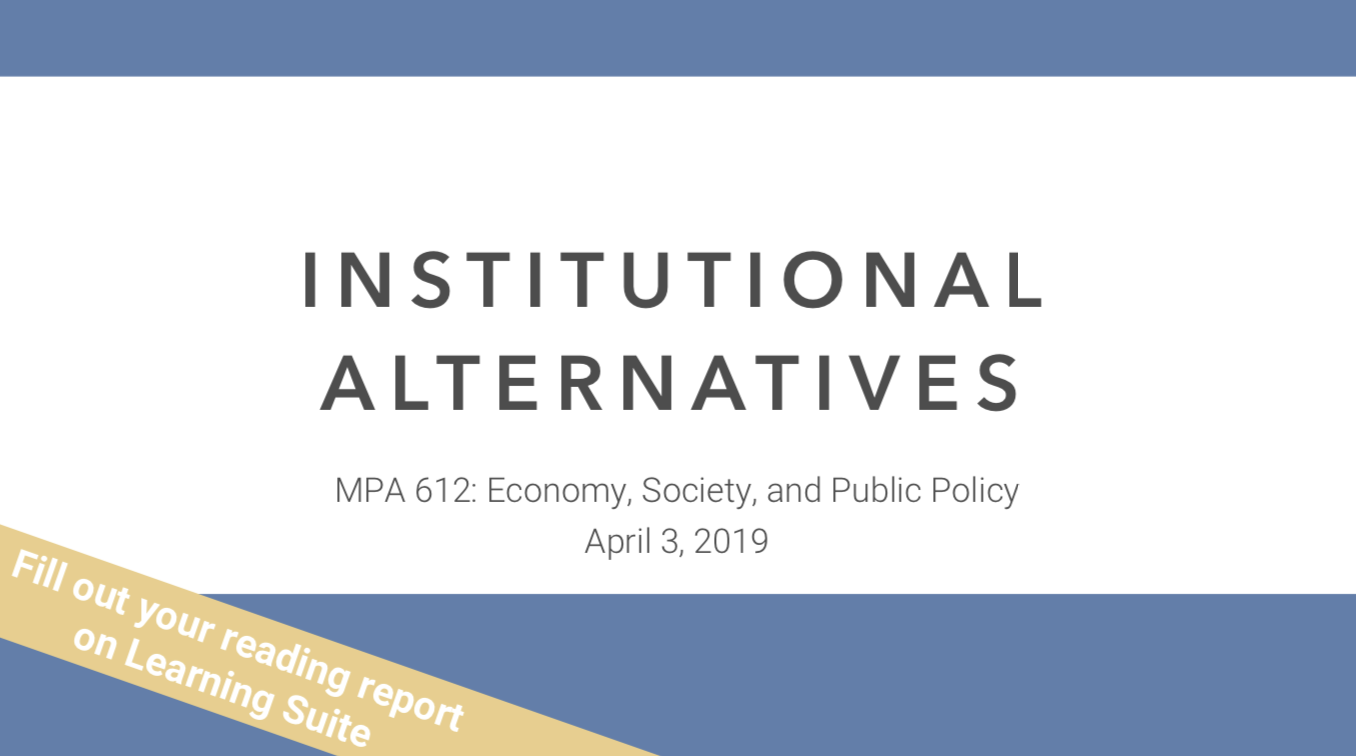 INSTITUTIONAL
ALTERNATIVES
MPA 612: Economy, Society, and Public Policy
April 3, 2019
Fill out your reading report
on Learning Suite